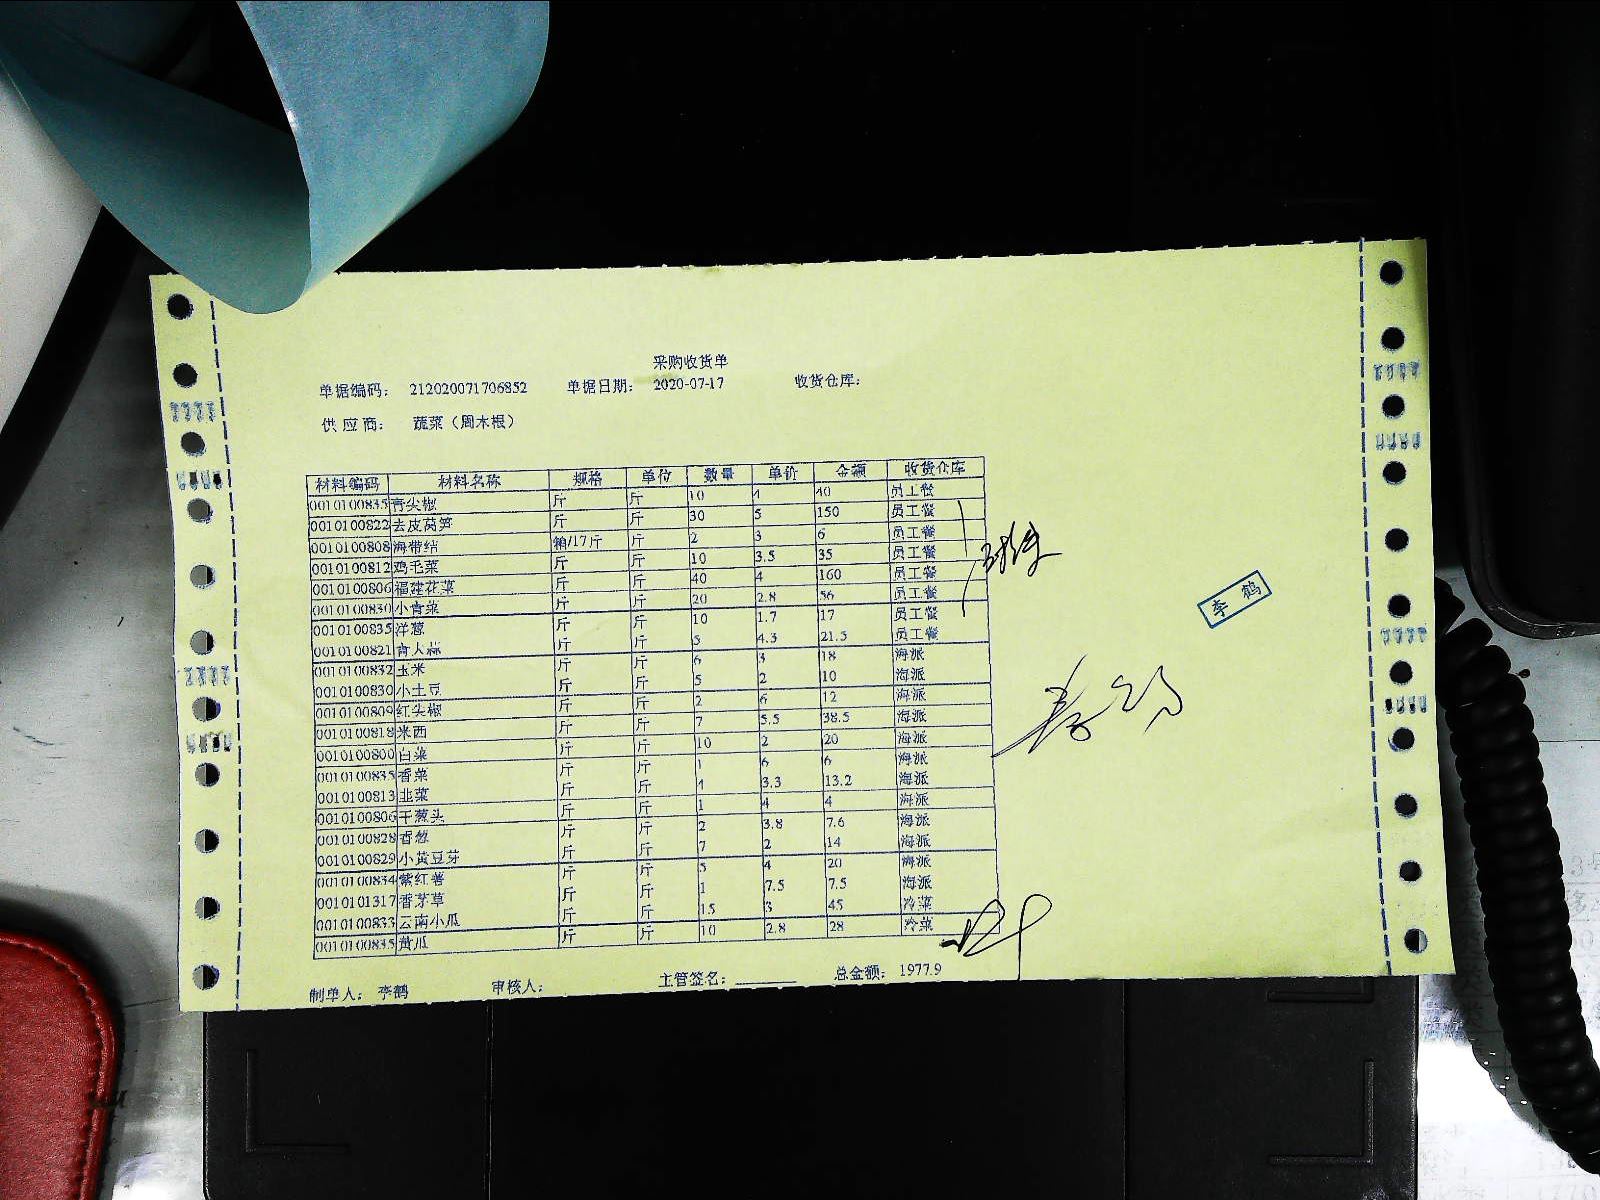 采购收货单
单据编码： 212020071706852 单据日期： 2020-07-17 收货仓库：
供应商： 蔬菜（周木根）
材料编码 材料名称 规格 单位 数量 单价 金额 收货仓库
0010100835 青尖椒 斤 斤 10 4 40 员工餐
0010100822 去皮莴笋 斤 斤 30 5 150 员工餐
0010100808 海带结 箱/17斤 斤 2 3 6 员工餐
0010100812 鸡毛菜 斤 斤 10 3.5 35 员工餐
0010100806 福建花菜 斤 斤 40 4 160 员工餐
0010100830 小青菜 斤 斤 20 2.8 56 员工餐
0010100835 洋葱 斤 斤 10 1.7 17 员工餐
0010100821 青大蒜 斤 斤 5 4.3 21.5 员工餐
0010100832 玉米 斤 斤 6 3 18 海派
0010100830 小土豆 斤 斤 5 2 10 海派
0010100809 红尖椒 斤 斤 2 6 12 海派
0010100818 米西 斤 斤 7 5.5 38.5 海派
0010100800 白菜 斤 斤 10 2 20 海派
0010100835 香菜 斤 斤 1 6 6 海派
0010100813 韭菜 斤 斤 4 3.3 13.2 海派
0010100806 干葱头 斤 斤 1 4 4 海派
0010100828 香葱 斤 斤 2 3.8 7.6 海派
0010100829 小黄豆芽 斤 斤 7 2 14 海派
0010100834 紫红薯 斤 斤 5 4 20 海派
0010101317 香茅草 斤 斤 1 7.5 7.5 海派
0010100833 云南小瓜 斤 斤 15 3 45 冷菜
0010100835 黄瓜 斤 斤 10 2.8 28 冷菜
制单人： 李鹤 审核人： 主管签名： 总金额： 1977.9
李鹤